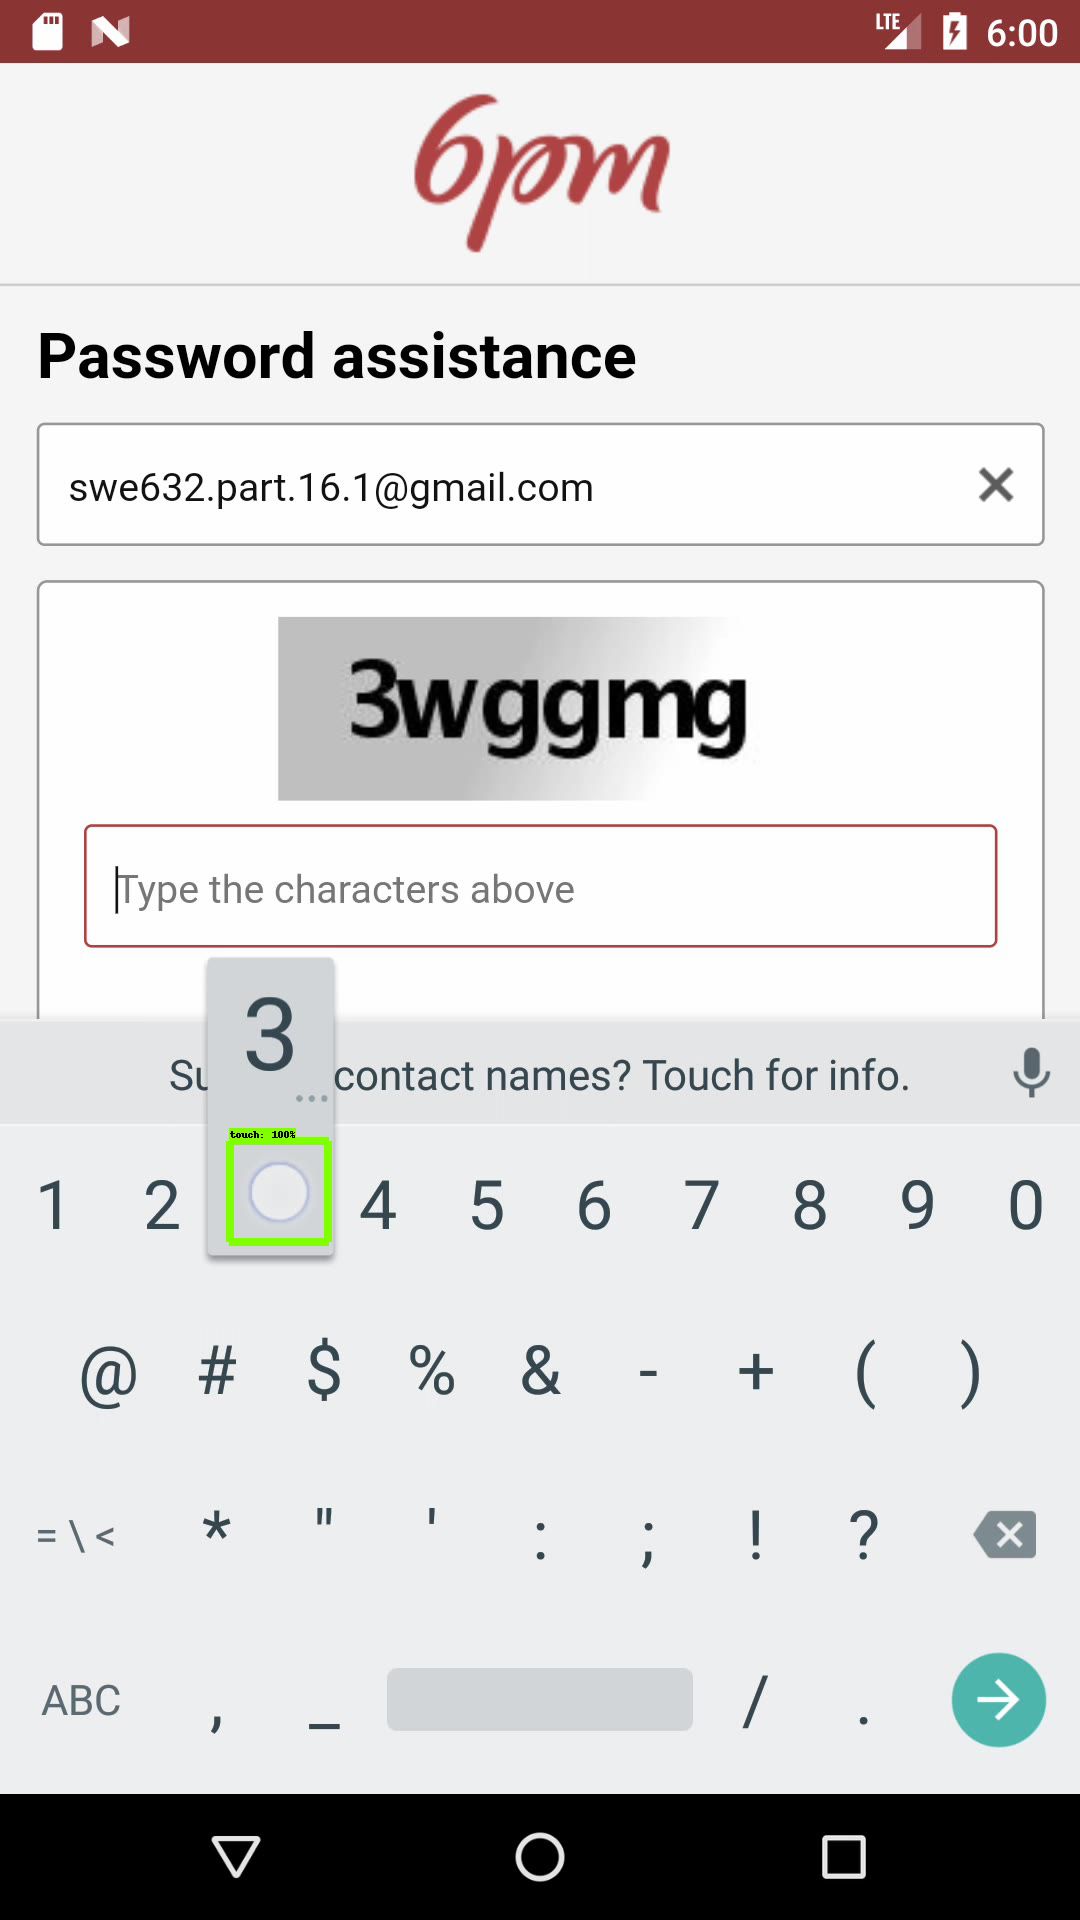 LTE 6:00
6pm
Password assistance
swe632.part.16.1@gmail.com
3wggmg
Type the characters above
3
Su contact names? Touch for info.
touch: 100%
1 2 4 5 6 7 8 9 0
@ # $ % & - + ( )
= \ < * " ' : ; ! ?
ABC , _ / .